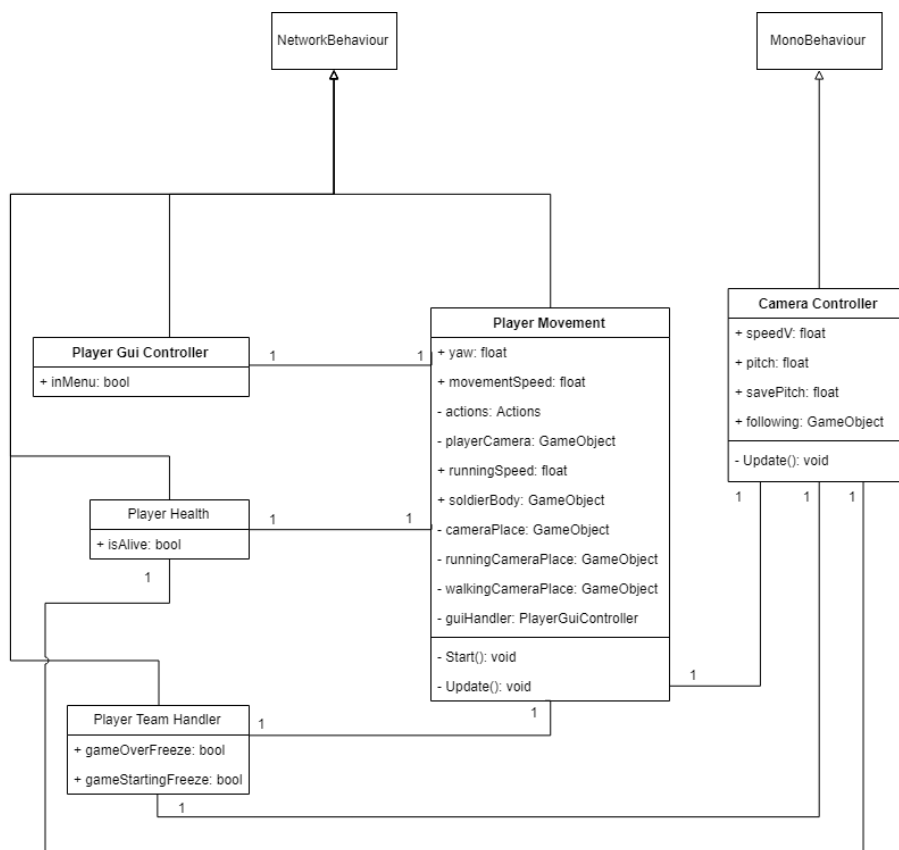 NetworkBehaviour
MonoBehaviour
Camera Controller
+ speedV: float
+ pitch: float
+ savePitch: float
+ following: GameObject
- Update(): void
Player Movement
+ yaw: float
+ movementSpeed: float
- actions: Actions
- playerCamera: GameObject
+ runningSpeed: float
+ soldierBody: GameObject
- cameraPlace: GameObject
- runningCameraPlace: GameObject
- walkingCameraPlace: GameObject
- guiHandler: PlayerGuiController
- Start(): void
- Update(): void
Player Gui Controller
+ inMenu: bool
1
1
Player Health
+ isAlive: bool
1
1
1
1
1
1
1
Player Team Handler
+ gameOverFreeze: bool
+ gameStartingFreeze: bool
1
1
1